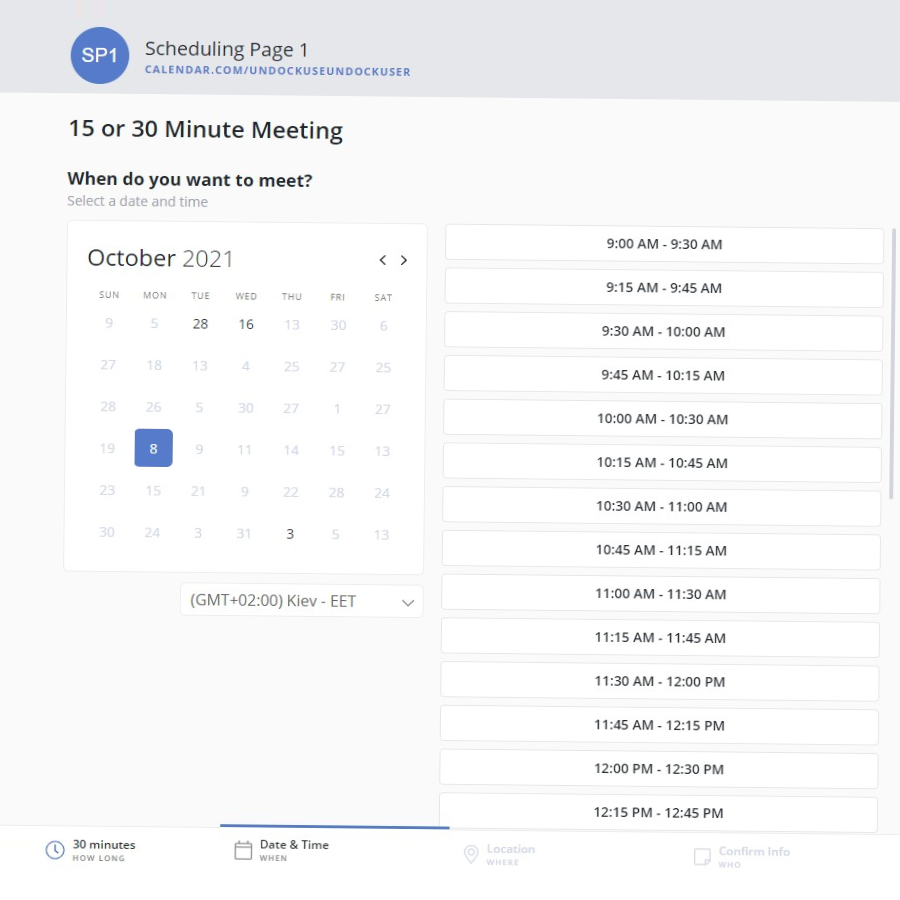 SP1
Scheduling Page 1
CALENDAR.COM/UNDOCKUSEUNDOCKUSER
15 or 30 Minute Meeting
When do you want to meet?
Select a date and time
October 2021
SUN MON TUE WED THU FRI SAT
9 5 28 16 13 30 6
27 18 13 4 25 27 25
28 26 5 30 27 1 27
19 8 9 11 14 15 13
23 15 21 9 22 28 24
30 24 3 31 3 5 13
(GMT+02:00) Kiev - EET
9:00 AM - 9:30 AM
9:15 AM - 9:45 AM
9:30 AM - 10:00 AM
9:45 AM - 10:15 AM
10:00 AM - 10:30 AM
10:15 AM - 10:45 AM
10:30 AM - 11:00 AM
10:45 AM - 11:15 AM
11:00 AM - 11:30 AM
11:15 AM - 11:45 AM
11:30 AM - 12:00 PM
11:45 AM - 12:15 PM
12:00 PM - 12:30 PM
12:15 PM - 12:45 PM
30 minutes
HOW LONG
Date & Time
WHEN
Location
WHERE
Confirm Info
WHO